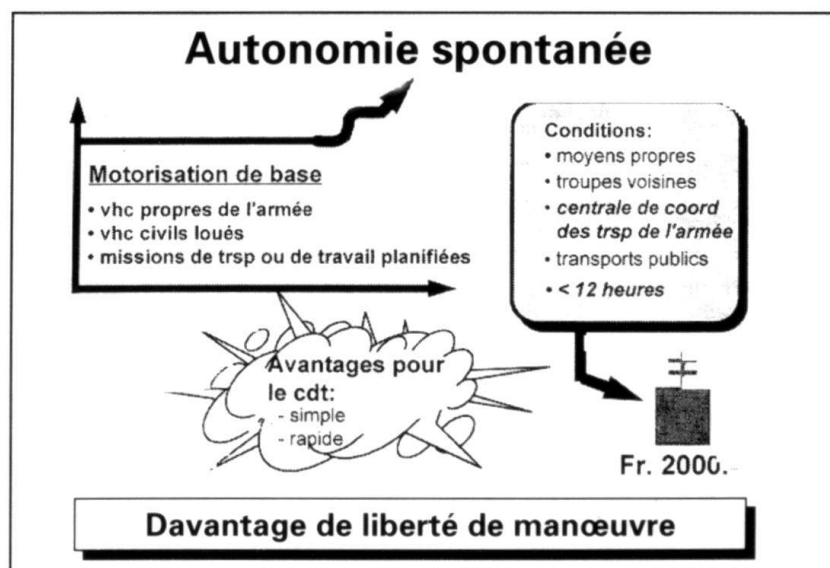 Autonomie spontanée
Motorisation de base
• vhc propres de l'armée
• vhc civils loués
• missions de trsp ou de travail planifiées
Conditions:
• moyens propres
• troupes voisines
• centrale de coord
des trsp de l'armée
• transports publics
• < 12 heures
Avantages pour
le cdt:
- simple
- rapide
Fr. 2000.
Davantage de liberté de manœuvre